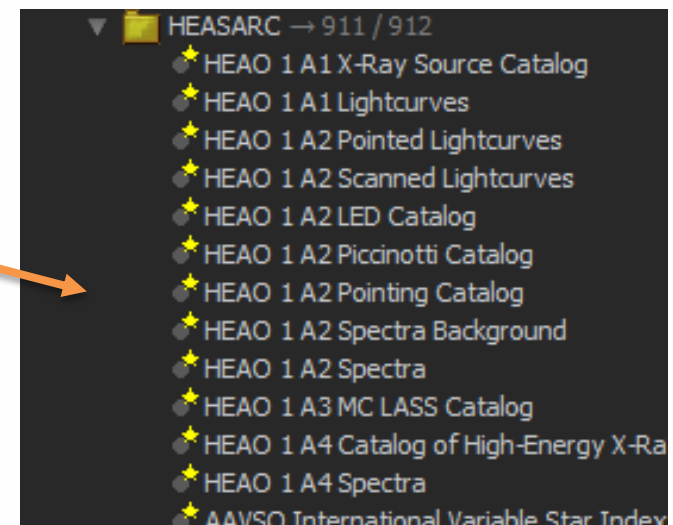 HEASARC → 911 / 912
HEAO 1 A1 X-Ray Source Catalog
HEAO 1 A1 Lightcurves
HEAO 1 A2 Pointed Lightcurves
HEAO 1 A2 Scanned Lightcurves
HEAO 1 A2 LED Catalog
HEAO 1 A2 Piccinotti Catalog
HEAO 1 A2 Pointing Catalog
HEAO 1 A2 Spectra Background
HEAO 1 A2 Spectra
HEAO 1 A3 MC LASS Catalog
HEAO 1 A4 Catalog of High-Energy X-Ra
HEAO 1 A4 Spectra
AAVSO International Variable Star Index